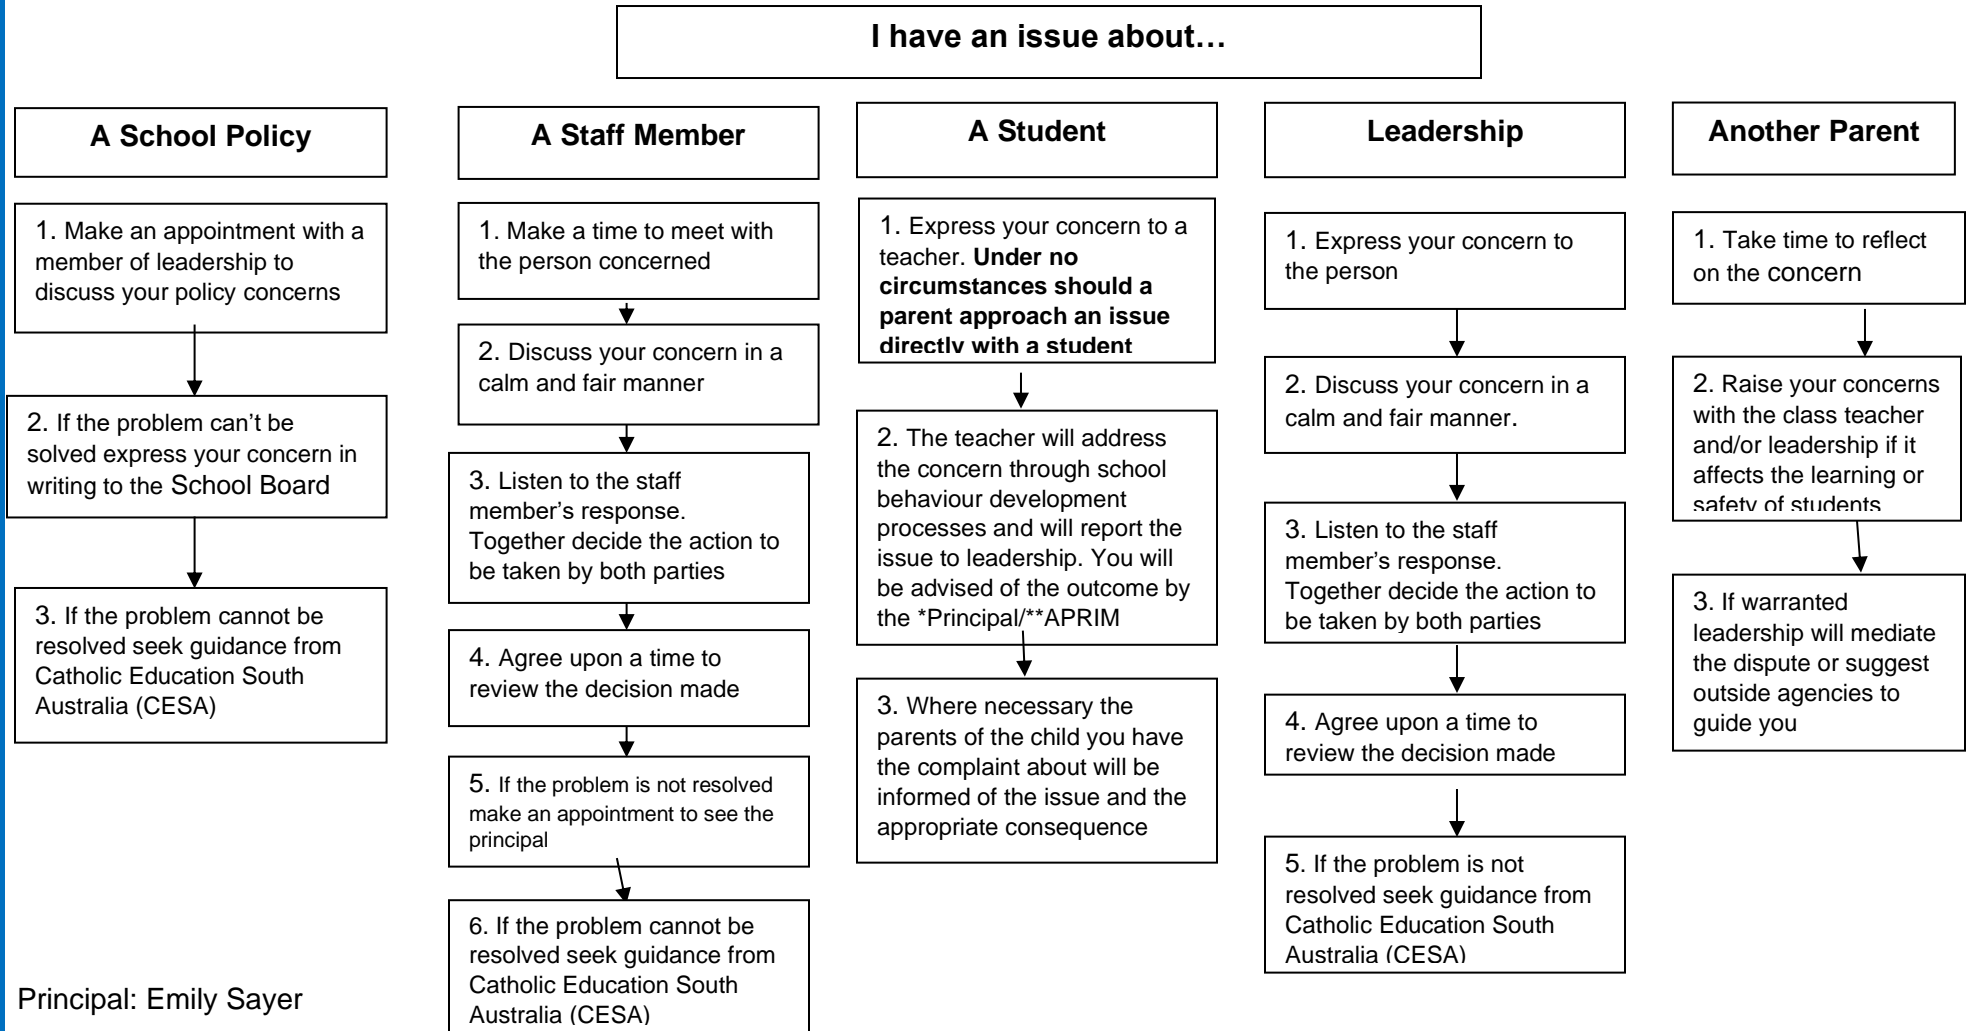 I have an issue about…
A School Policy
1. Make an appointment with a
member of leadership to
discuss your policy concerns
2. If the problem can’t be
solved express your concern in
writing to the School Board
3. If the problem cannot be
resolved seek guidance from
Catholic Education South
Australia (CESA)
A Staff Member
1. Make a time to meet with
the person concerned
2. Discuss your concern in a
calm and fair manner
3. Listen to the staff
member’s response.
Together decide the action to
be taken by both parties
4. Agree upon a time to
review the decision made
5. If the problem is not resolved
make an appointment to see the
principal
6. If the problem cannot be
resolved seek guidance from
Catholic Education South
Australia (CESA)
A Student
1. Express your concern to a
teacher. Under no
circumstances should a
parent approach an issue
directly with a student
2. The teacher will address
the concern through school
behaviour development
processes and will report the
issue to leadership. You will
be advised of the outcome by
the *Principal/**APRIM
3. Where necessary the
parents of the child you have
the complaint about will be
informed of the issue and the
appropriate consequence
Leadership
1. Express your concern to
the person
2. Discuss your concern in a
calm and fair manner.
3. Listen to the staff
member’s response.
Together decide the action to
be taken by both parties
4. Agree upon a time to
review the decision made
5. If the problem is not
resolved seek guidance from
Catholic Education South
Australia (CESA)
Another Parent
1. Take time to reflect
on the concern
2. Raise your concerns
with the class teacher
and/or leadership if it
affects the learning or
safety of students
3. If warranted
leadership will mediate
the dispute or suggest
outside agencies to
guide you
Principal: Emily Sayer